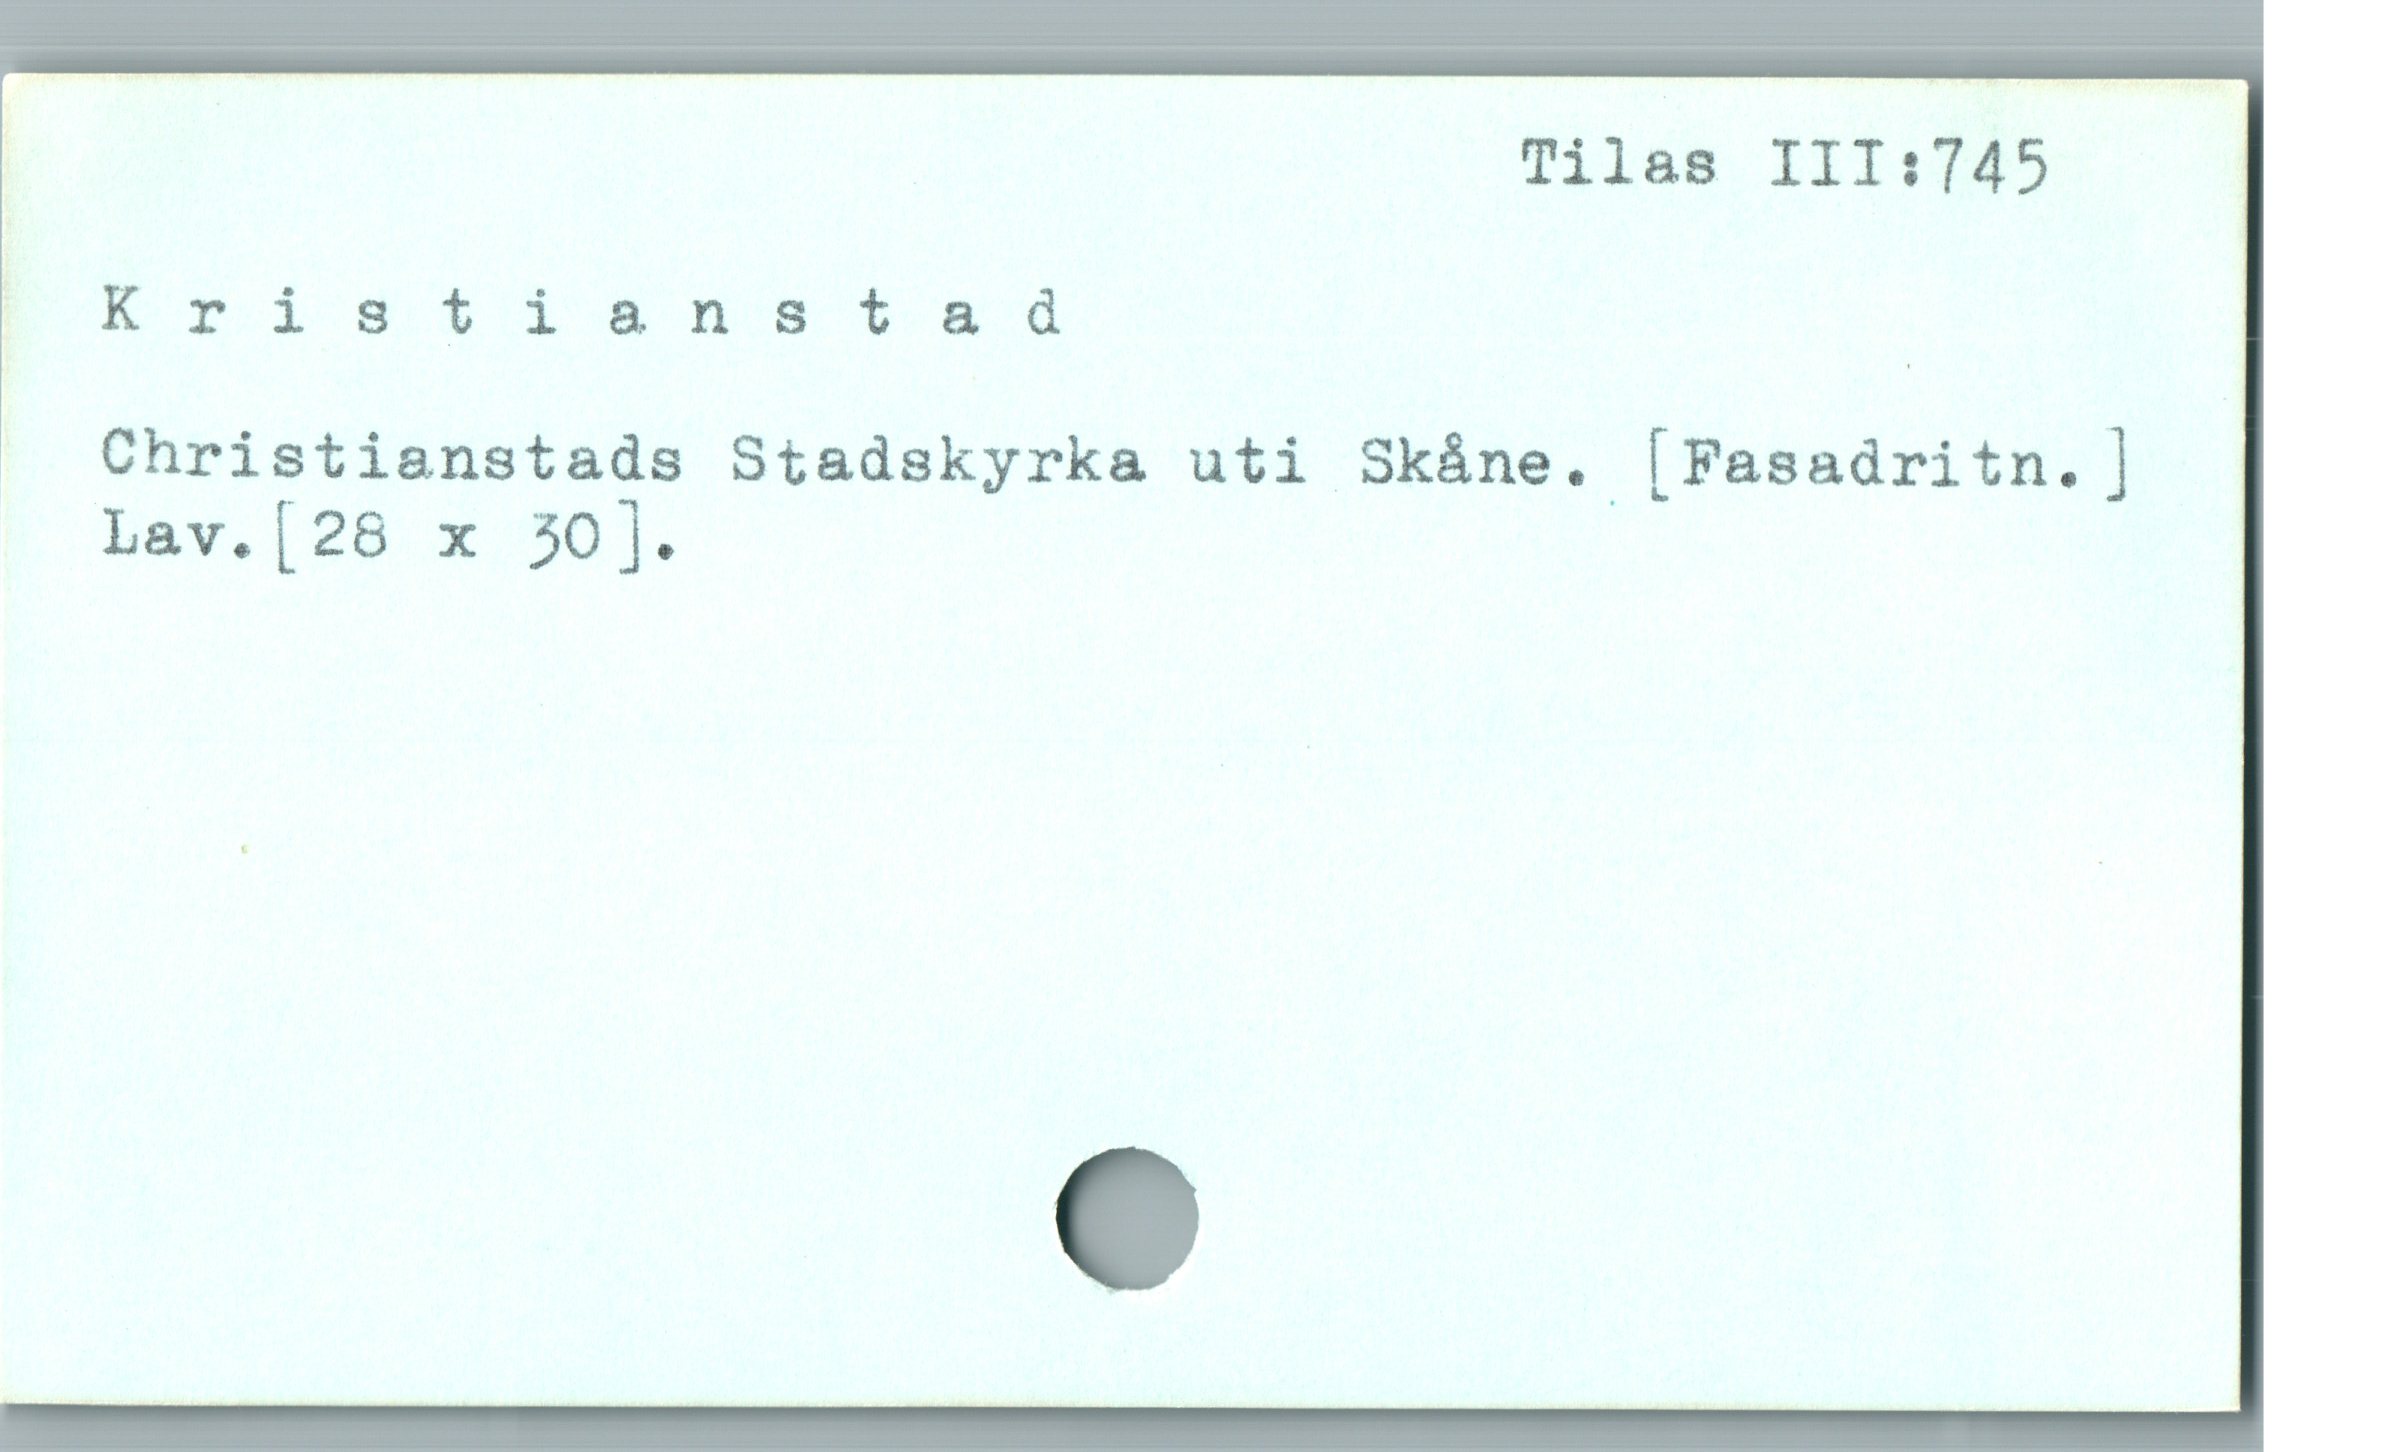 Tilas III:745
K r i s t i a n s t a d
Christianstads Stadskyrka uti Skåne. [Fasadritn.]
Lav.[28 x 30].